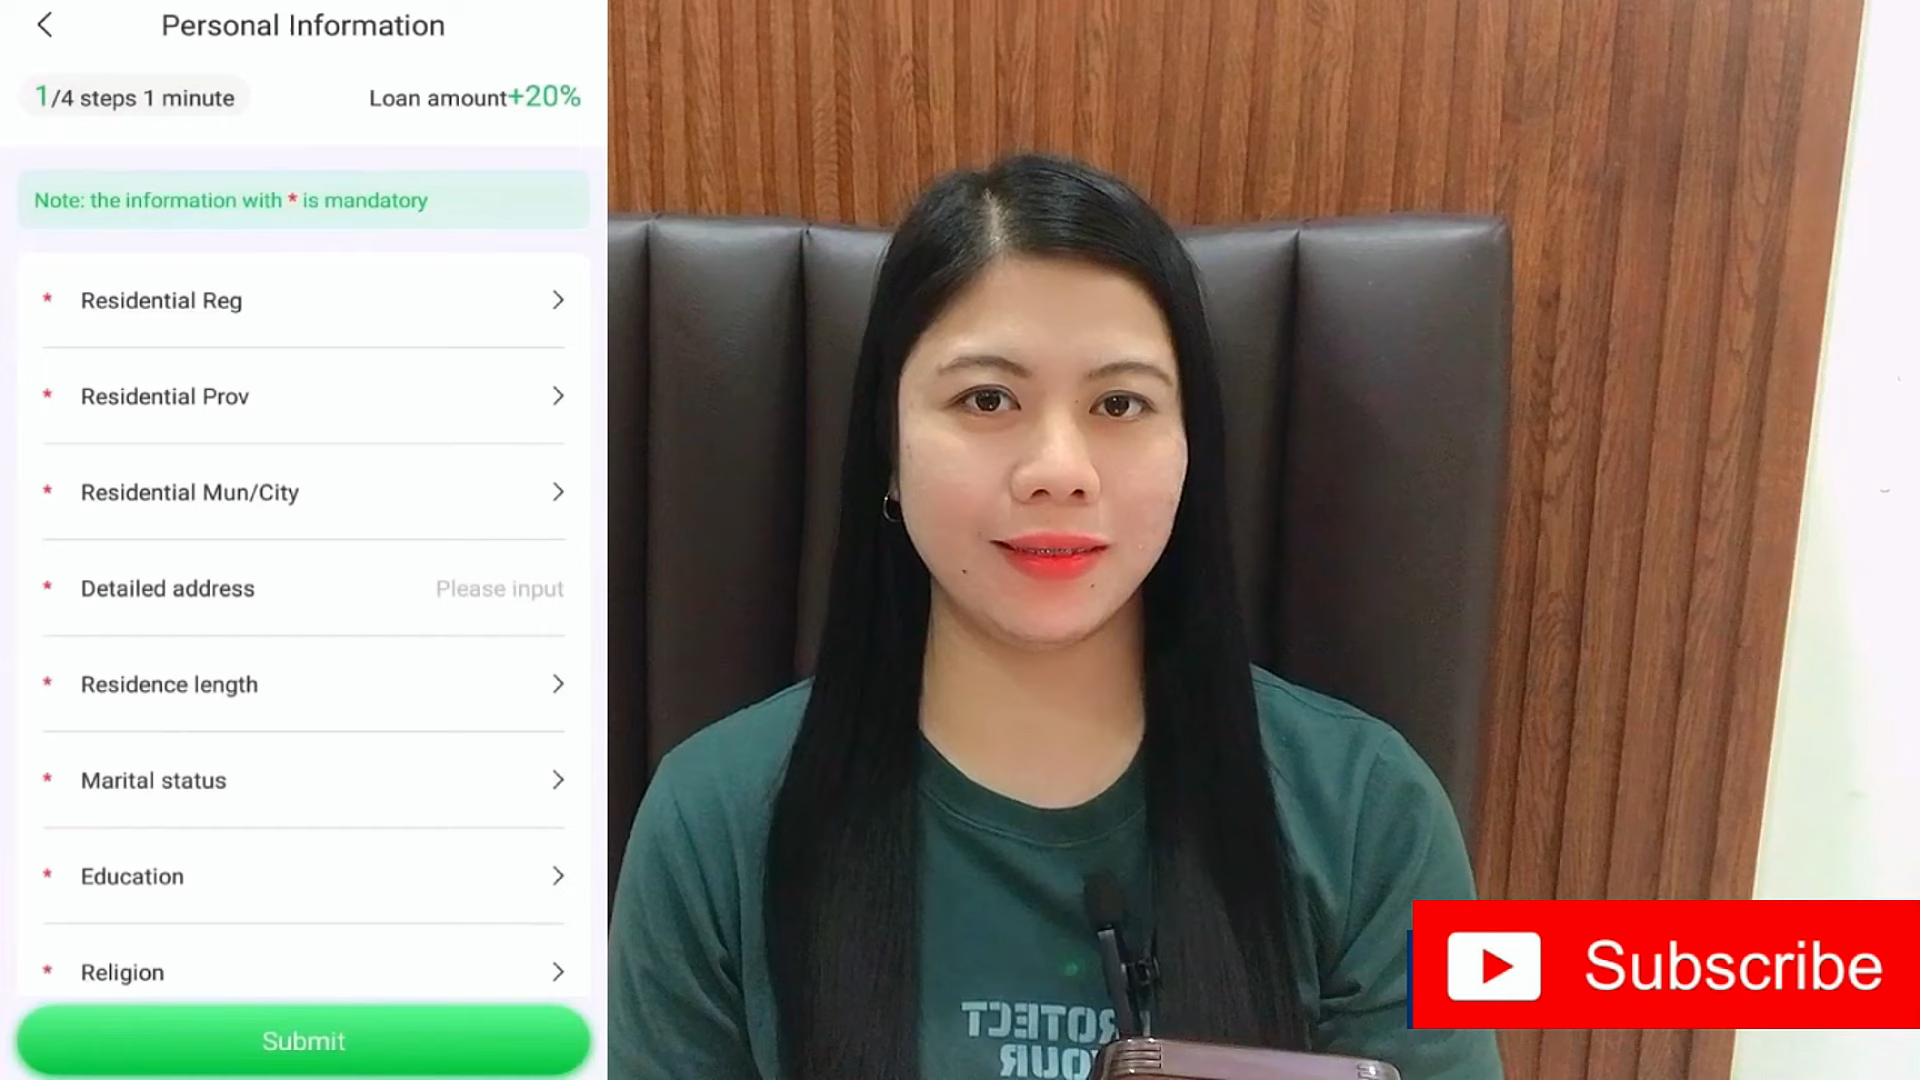 Personal Information
1/4 steps 1 minute
Loan amount+20%
Note: the information with * is mandatory
* Residential Reg
* Residential Prov
* Residential Mun/City
* Detailed address Please input
* Residence length
* Marital status
* Education
* Religion
Submit
Subscribe